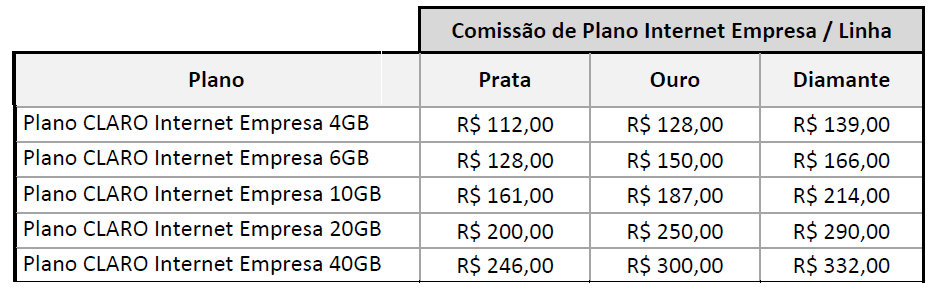 Comissão de Plano Internet Empresa / Linha
Plano Prata Ouro Diamante
Plano CLARO Internet Empresa 4GB R$ 112,00 R$ 128,00 R$ 139,00
Plano CLARO Internet Empresa 6GB R$ 128,00 R$ 150,00 R$ 166,00
Plano CLARO Internet Empresa 10GB R$ 161,00 R$ 187,00 R$ 214,00
Plano CLARO Internet Empresa 20GB R$ 200,00 R$ 250,00 R$ 290,00
Plano CLARO Internet Empresa 40GB R$ 246,00 R$ 300,00 R$ 332,00